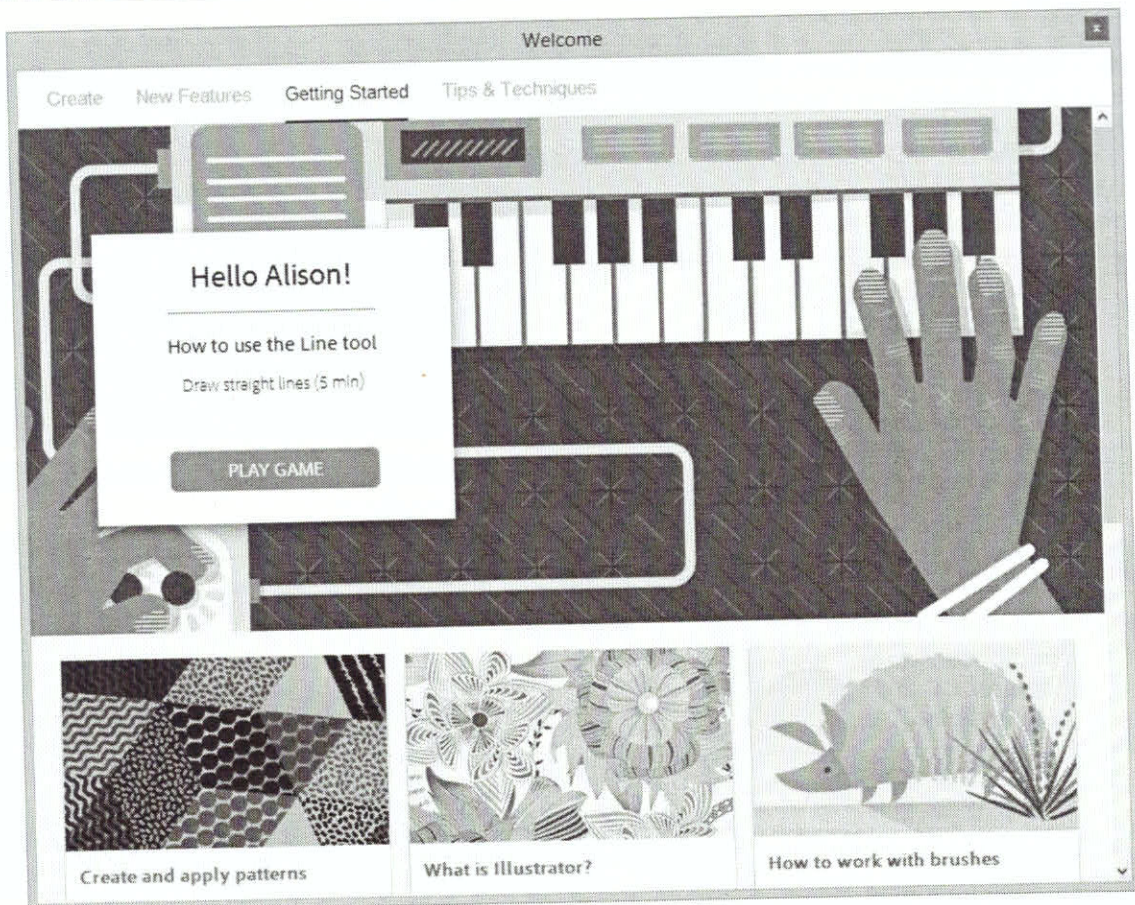 Welcome
x
Create New Features Getting Started Tips & Techniques
Hello Alison!
How to use the Line tool
Draw straight lines (5 min)
PLAY GAME
Create and apply patterns
What is Illustrator?
How to work with brushes